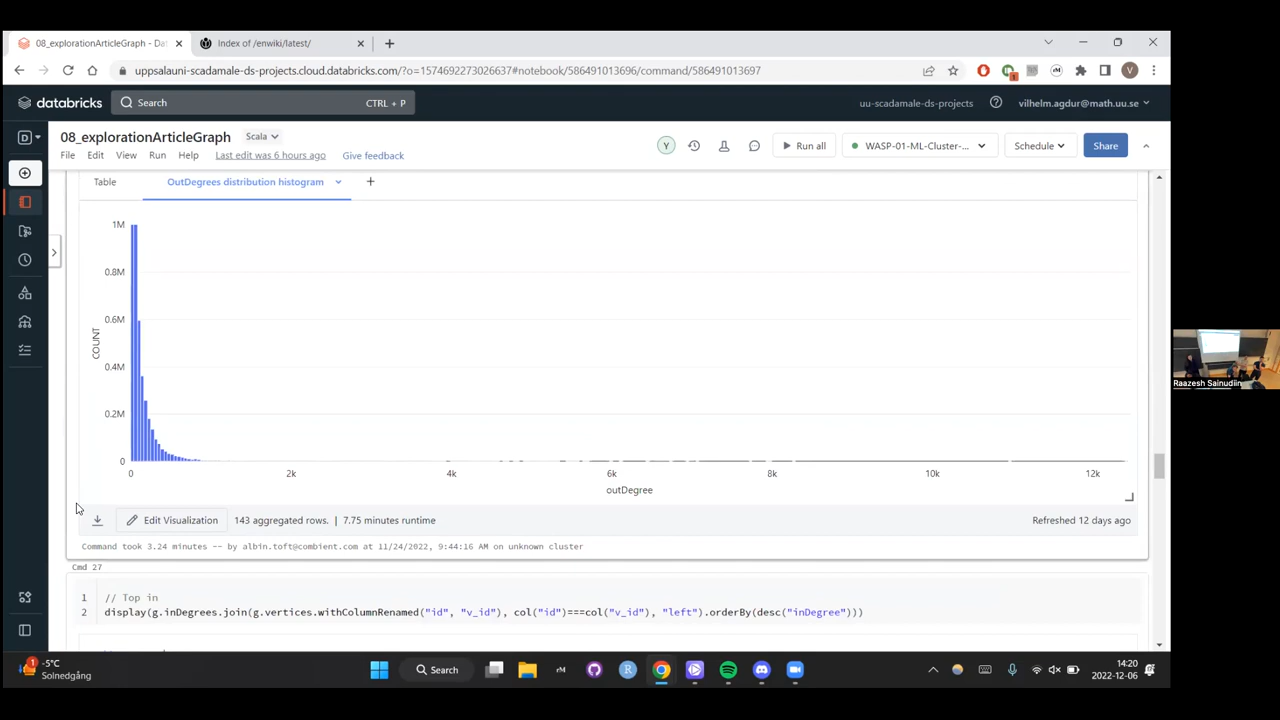 08_explorationArticleGraph - Dat
Index of /enwiki/latest/
uppsalauni-scadamale-ds-projects.cloud.databricks.com/?o=1574692273026637#notebook/586491013696/command/586491013697
V
databricks
Search
CTRL + P
uu-scadamale-ds-projects
vilhelm.agdur@math.uu.se
D
08_explorationArticleGraph
Scala
File
Edit
View
Run
Help
Last edit was 6 hours ago
Give feedback
Y
Run all
WASP-01-ML-Cluster-...
Schedule
Share
Table
OutDegrees distribution histogram
+
1M
0.8M
0.6M
0.4M
0.2M
0
COUNT
0
2k
4k
6k
8k
10k
12k
outDegree
Edit Visualization
143 aggregated rows. | 7.75 minutes runtime
Refreshed 12 days ago
Command took 3.24 minutes -- by albin.toft@combient.com at 11/24/2022, 9:44:16 AM on unknown cluster
Cmd 27
1 // Top in
2 display(g.inDegrees.join(g.vertices.withColumnRenamed("id", "v_id"), col("id")===col("v_id"), "left").orderBy(desc("inDegree")))
Raazesh Sainudiin
1
-5°C
Solnedgång
Search
rM
R
14:20
2022-12-06